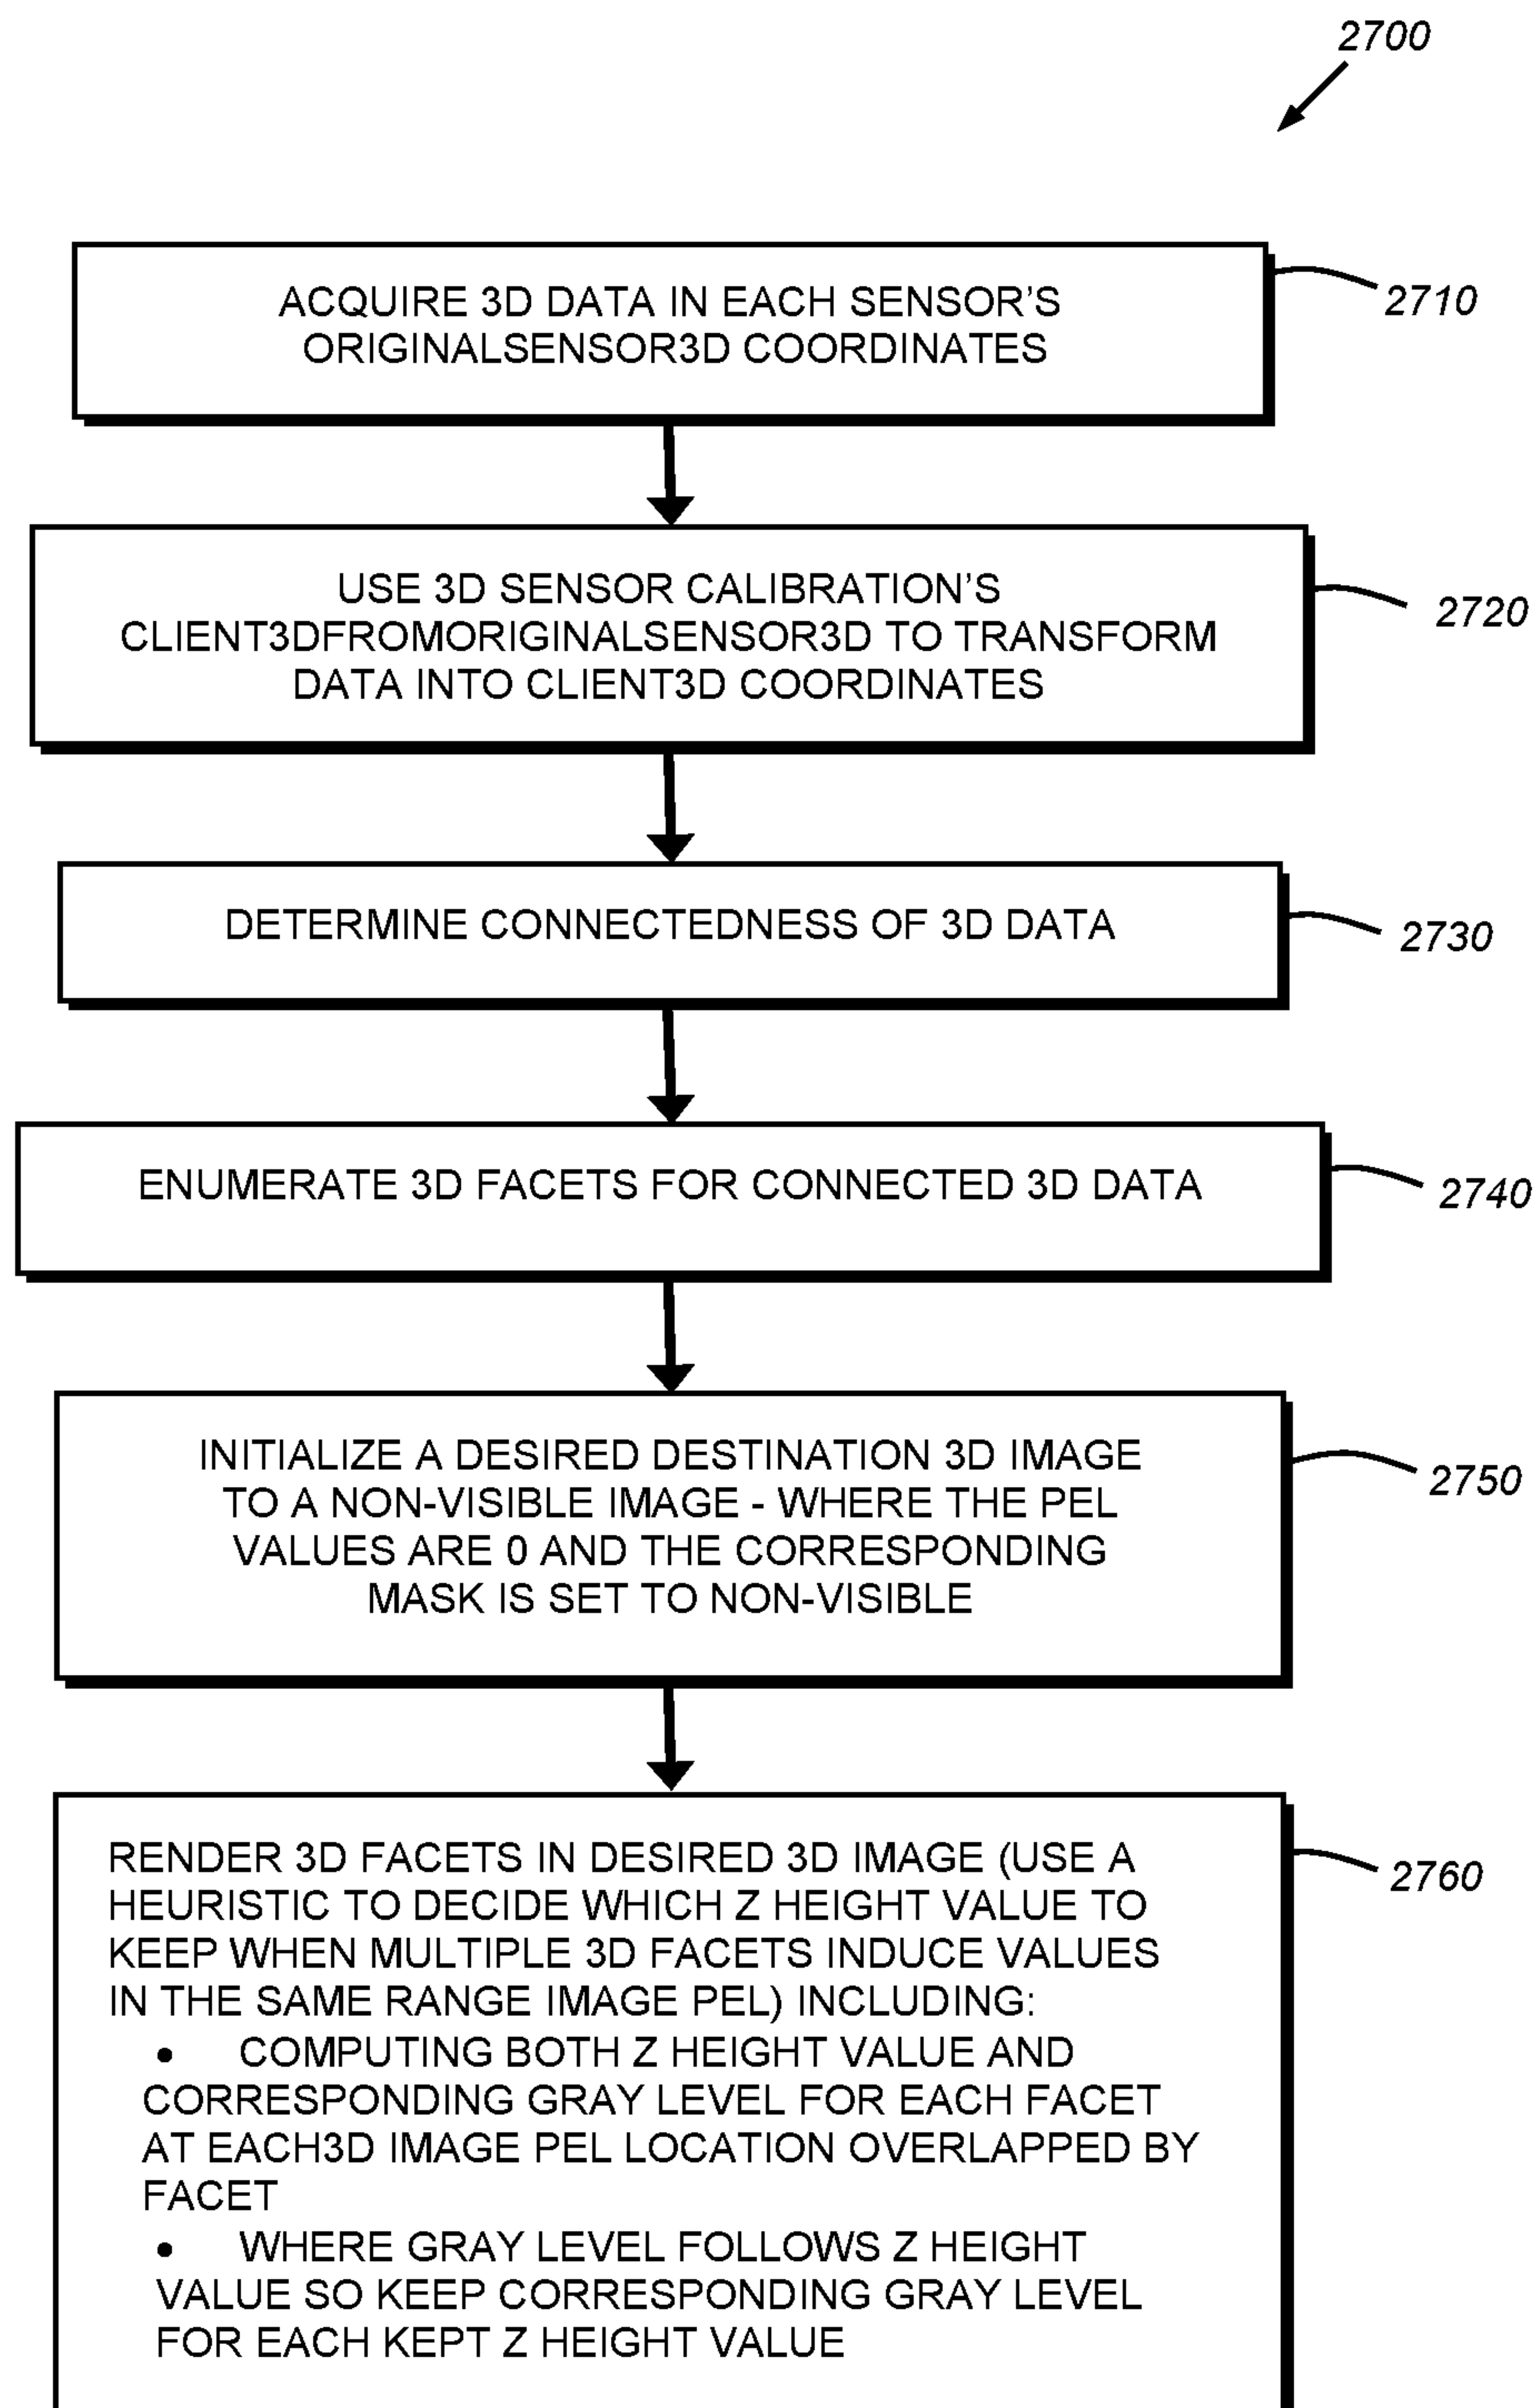 2700
ACQUIRE 3D DATA IN EACH SENSOR'S
ORIGINALSENSOR3D COORDINATES
2710
USE 3D SENSOR CALIBRATION'S
CLIENT3DFROMORIGINALSENSOR3D TO TRANSFORM
DATA INTO CLIENT3D COORDINATES
2720
DETERMINE CONNECTEDNESS OF 3D DATA
2730
ENUMERATE 3D FACETS FOR CONNECTED 3D DATA
2740
INITIALIZE A DESIRED DESTINATION 3D IMAGE
TO A NON-VISIBLE IMAGE - WHERE THE PEL
VALUES ARE 0 AND THE CORRESPONDING
MASK IS SET TO NON-VISIBLE
2750
RENDER 3D FACETS IN DESIRED 3D IMAGE (USE A
HEURISTIC TO DECIDE WHICH Z HEIGHT VALUE TO
KEEP WHEN MULTIPLE 3D FACETS INDUCE VALUES
IN THE SAME RANGE IMAGE PEL) INCLUDING:
• COMPUTING BOTH Z HEIGHT VALUE AND
CORRESPONDING GRAY LEVEL FOR EACH FACET
AT EACH3D IMAGE PEL LOCATION OVERLAPPED BY
FACET
• WHERE GRAY LEVEL FOLLOWS Z HEIGHT
VALUE SO KEEP CORRESPONDING GRAY LEVEL
FOR EACH KEPT Z HEIGHT VALUE
2760